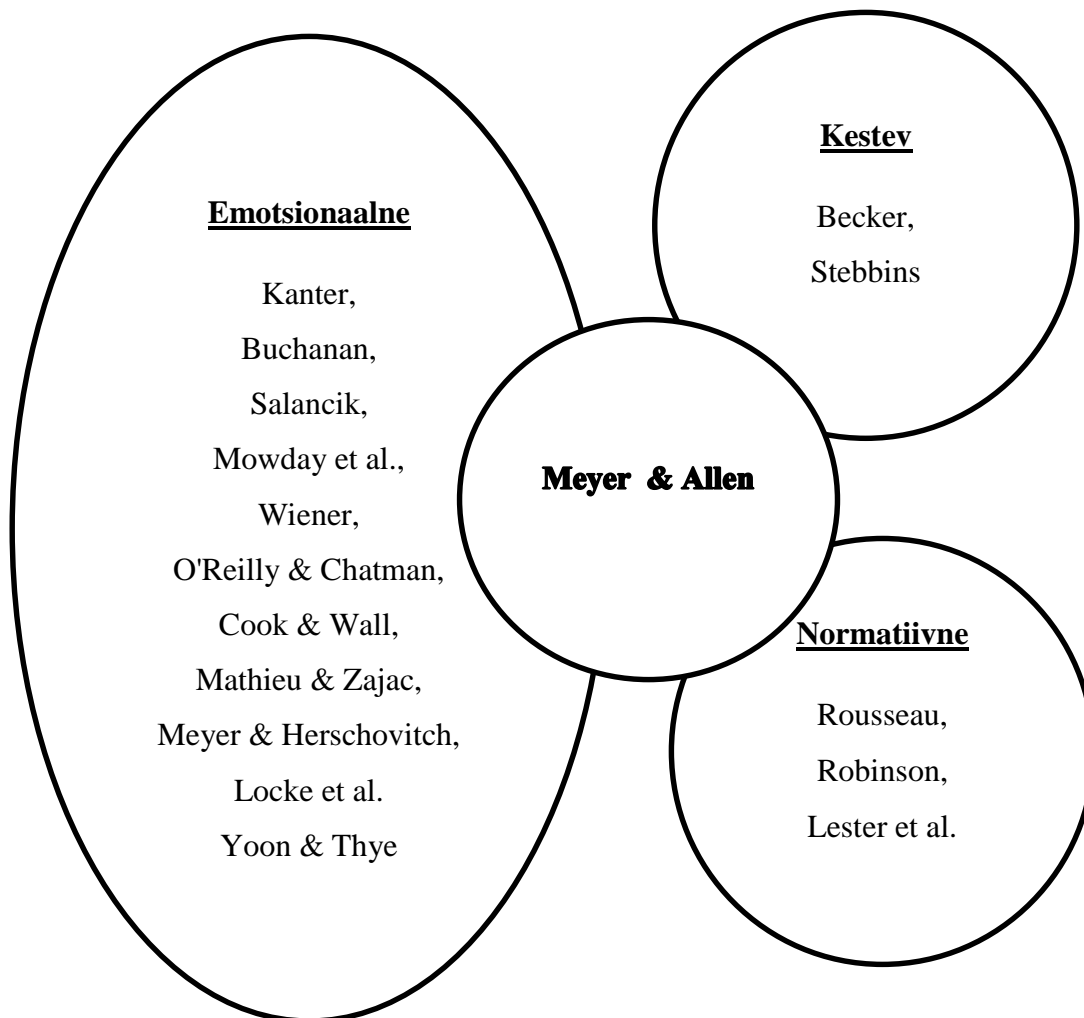 Emotsionaalne
Kanter,
Buchanan,
Salancik,
Mowday et al.,
Wiener,
O'Reilly & Chatman,
Cook & Wall,
Mathieu & Zajac,
Meyer & Herschovitch,
Locke et al.
Yoon & Thye
Meyer & Allen
Kestev
Becker,
Stebbins
Normatiivne
Rousseau,
Robinson,
Lester et al.